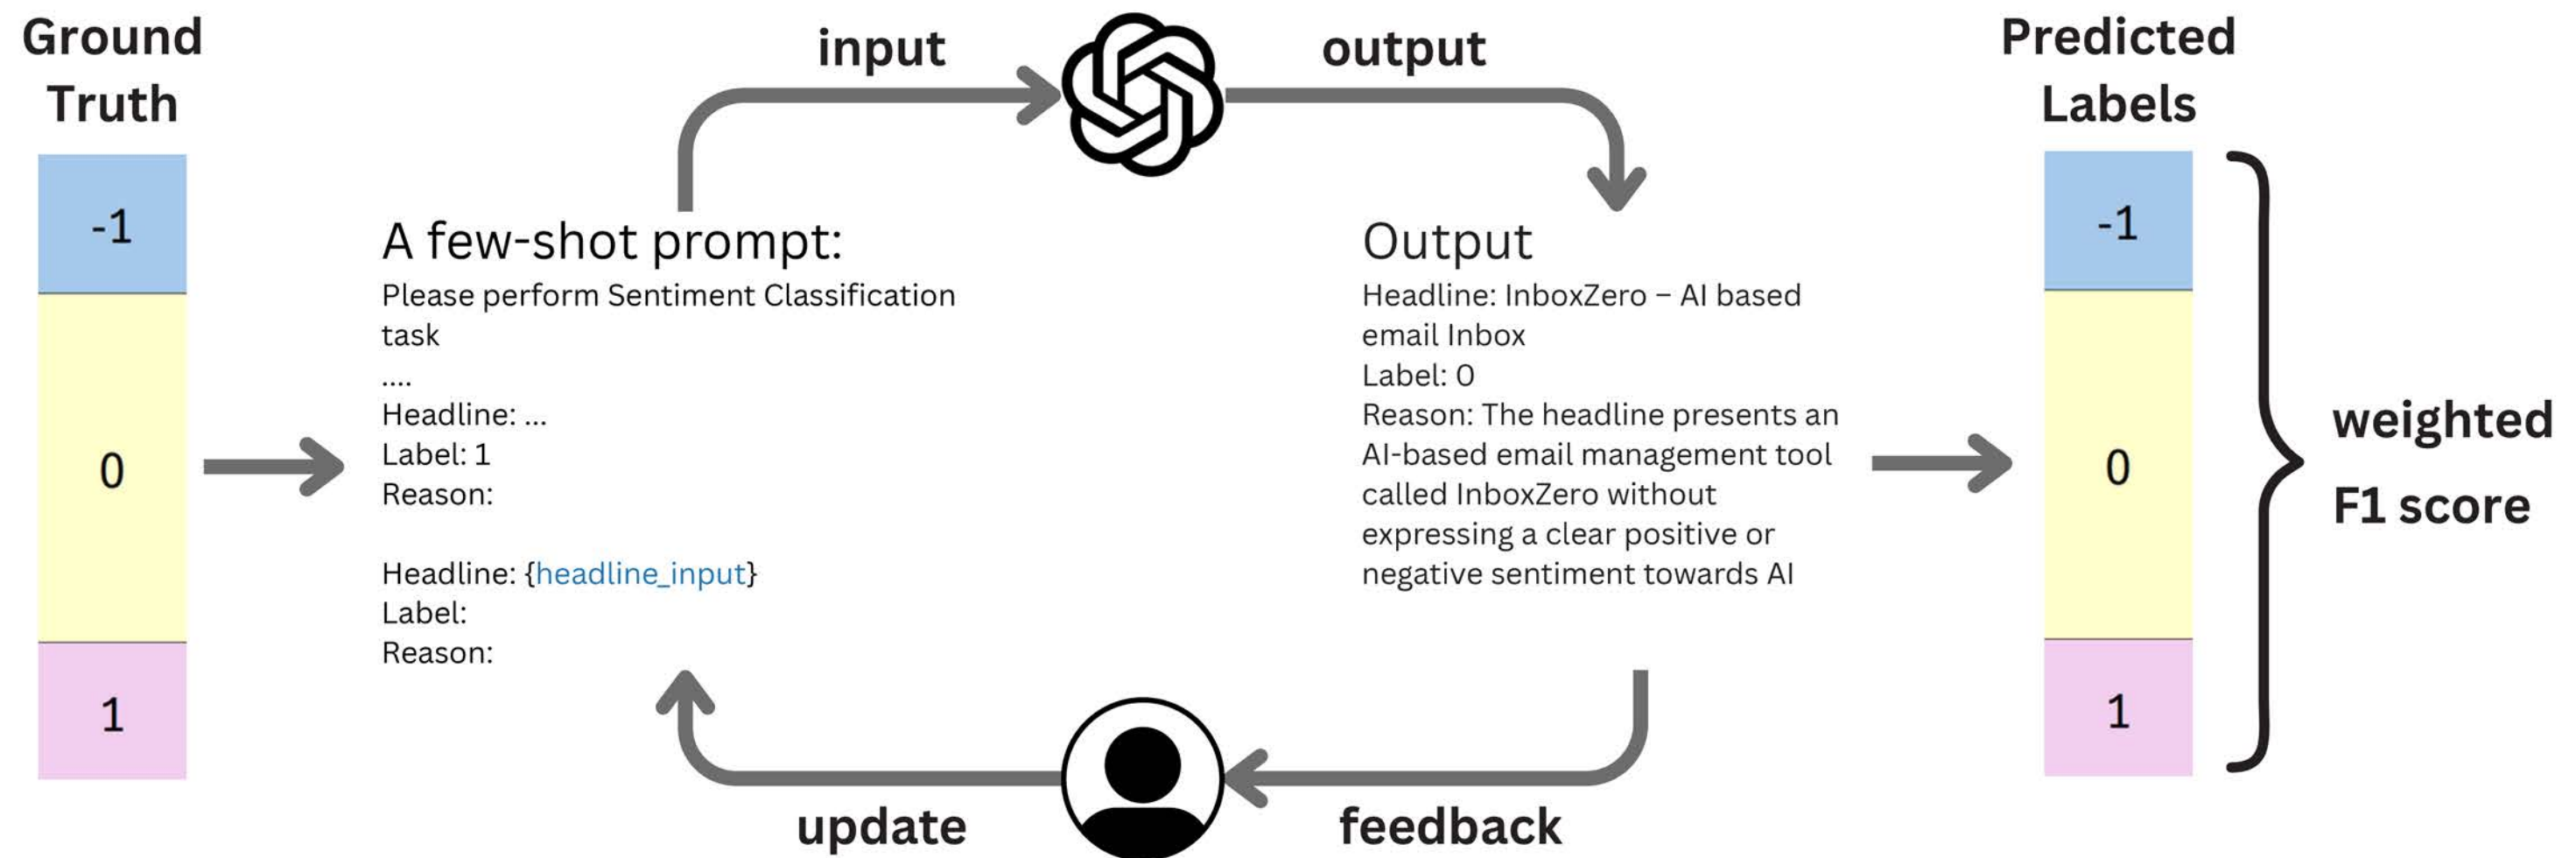 Ground
Truth
-1
0
1
input
output
A few-shot prompt:
Please perform Sentiment Classification
task
....
Headline: ...
Label: 1
Reason:
Headline: {headline_input}
Label:
Reason:
Output
Headline: InboxZero – AI based
email Inbox
Label: 0
Reason: The headline presents an
AI-based email management tool
called InboxZero without
expressing a clear positive or
negative sentiment towards AI
update
feedback
Predicted
Labels
-1
0
1
weighted
F1 score